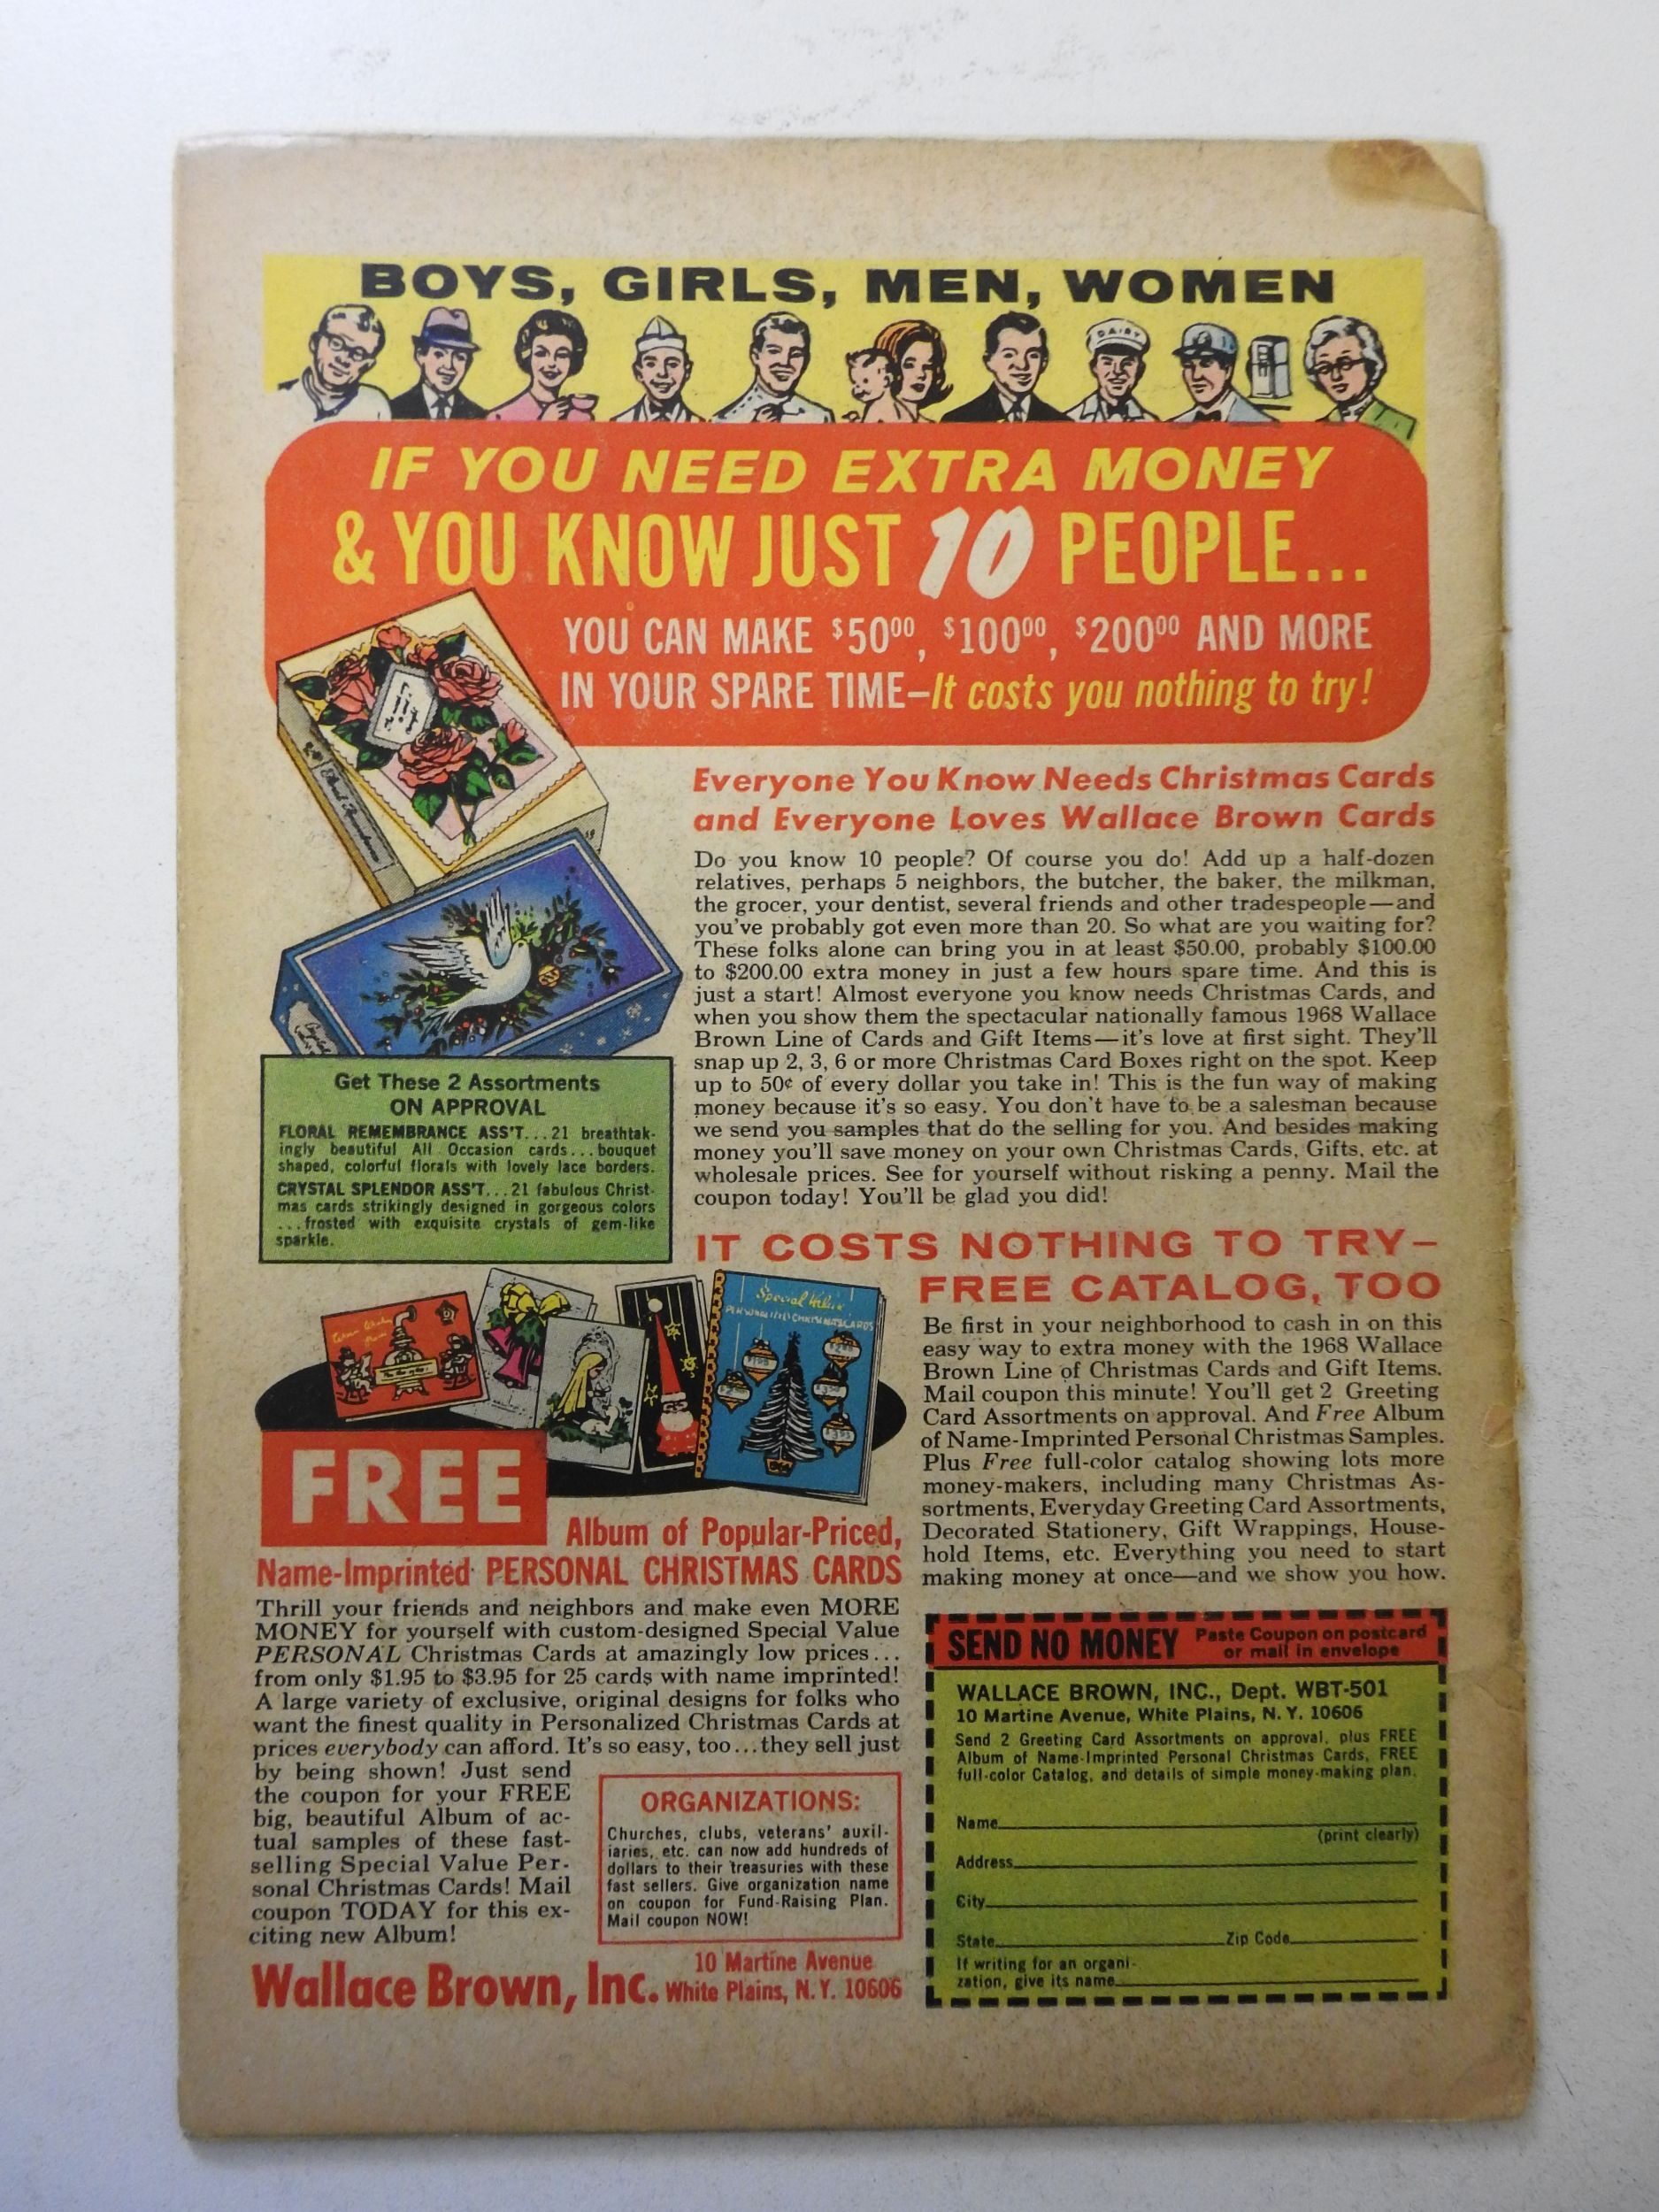 BOYS, GIRLS, MEN, WOMEN
DAIRY
IF YOU NEED EXTRA MONEY
& YOU KNOW JUST 10 PEOPLE...
YOU CAN MAKE $50⁰⁰, $100⁰⁰, $200⁰⁰ AND MORE
IN YOUR SPARE TIME—It costs you nothing to try!
Everyone You Know Needs Christmas Cards
and Everyone Loves Wallace Brown Cards
Do you know 10 people? Of course you do! Add up a half-dozen
relatives, perhaps 5 neighbors, the butcher, the baker, the milkman,
the grocer, your dentist, several friends and other tradespeople—and
you've probably got even more than 20. So what are you waiting for?
These folks alone can bring you in at least $50.00, probably $100.00
to $200.00 extra money in just a few hours spare time. And this is
just a start! Almost everyone you know needs Christmas Cards, and
when you show them the spectacular nationally famous 1968 Wallace
Brown Line of Cards and Gift Items—it's love at first sight. They'll
snap up 2, 3, 6 or more Christmas Card Boxes right on the spot. Keep
up to 50¢ of every dollar you take in! This is the fun way of making
money because it's so easy. You don't have to be a salesman because
we send you samples that do the selling for you. And besides making
money you'll save money on your own Christmas Cards, Gifts, etc. at
wholesale prices. See for yourself without risking a penny. Mail the
coupon today! You'll be glad you did!
Get These 2 Assortments
ON APPROVAL
FLORAL REMEMBRANCE ASS'T...21 breathtak-
ingly beautiful All Occasion cards...bouquet
shaped, colorful florals with lovely lace borders.
CRYSTAL SPLENDOR ASS'T...21 fabulous Christ-
mas cards strikingly designed in gorgeous colors
...frosted with exquisite crystals of gem-like
sparkle.
IT COSTS NOTHING TO TRY—
FREE CATALOG, TOO
Be first in your neighborhood to cash in on this
easy way to extra money with the 1968 Wallace
Brown Line of Christmas Cards and Gift Items.
Mail coupon this minute! You'll get 2 Greeting
Card Assortments on approval. And Free Album
of Name-Imprinted Personal Christmas Samples.
Plus Free full-color catalog showing lots more
money-makers, including many Christmas As-
sortments, Everyday Greeting Card Assortments,
Decorated Stationery, Gift Wrappings, House-
hold Items, etc. Everything you need to start
making money at once—and we show you how.
Special Value
PERSONALIZED CHRISTMAS CARDS
FREE
Album of Popular-Priced,
Name-Imprinted PERSONAL CHRISTMAS CARDS
Thrill your friends and neighbors and make even MORE
MONEY for yourself with custom-designed Special Value
PERSONAL Christmas Cards at amazingly low prices...
from only $1.95 to $3.95 for 25 cards with name imprinted!
A large variety of exclusive, original designs for folks who
want the finest quality in Personalized Christmas Cards at
prices everybody can afford. It's so easy, too...they sell just
by being shown! Just send
the coupon for your FREE
big, beautiful Album of ac-
tual samples of these fast-
selling Special Value Per-
sonal Christmas Cards! Mail
coupon TODAY for this ex-
citing new Album!
ORGANIZATIONS:
Churches, clubs, veterans' auxil-
iaries, etc. can now add hundreds of
dollars to their treasuries with these
fast sellers. Give organization name
on coupon for Fund-Raising Plan.
Mail coupon NOW!
Wallace Brown, Inc.
10 Martine Avenue
White Plains, N.Y. 10606
SEND NO MONEY
Paste Coupon on postcard
or mail in envelope
WALLACE BROWN, INC., Dept. WBT-501
10 Martine Avenue, White Plains, N. Y. 10606
Send 2 Greeting Card Assortments on approval, plus FREE
Album of Name-Imprinted Personal Christmas Cards, FREE
full-color Catalog, and details of simple money-making plan.
Name
(print clearly)
Address
City
State Zip Code
If writing for an organi-
zation, give its name